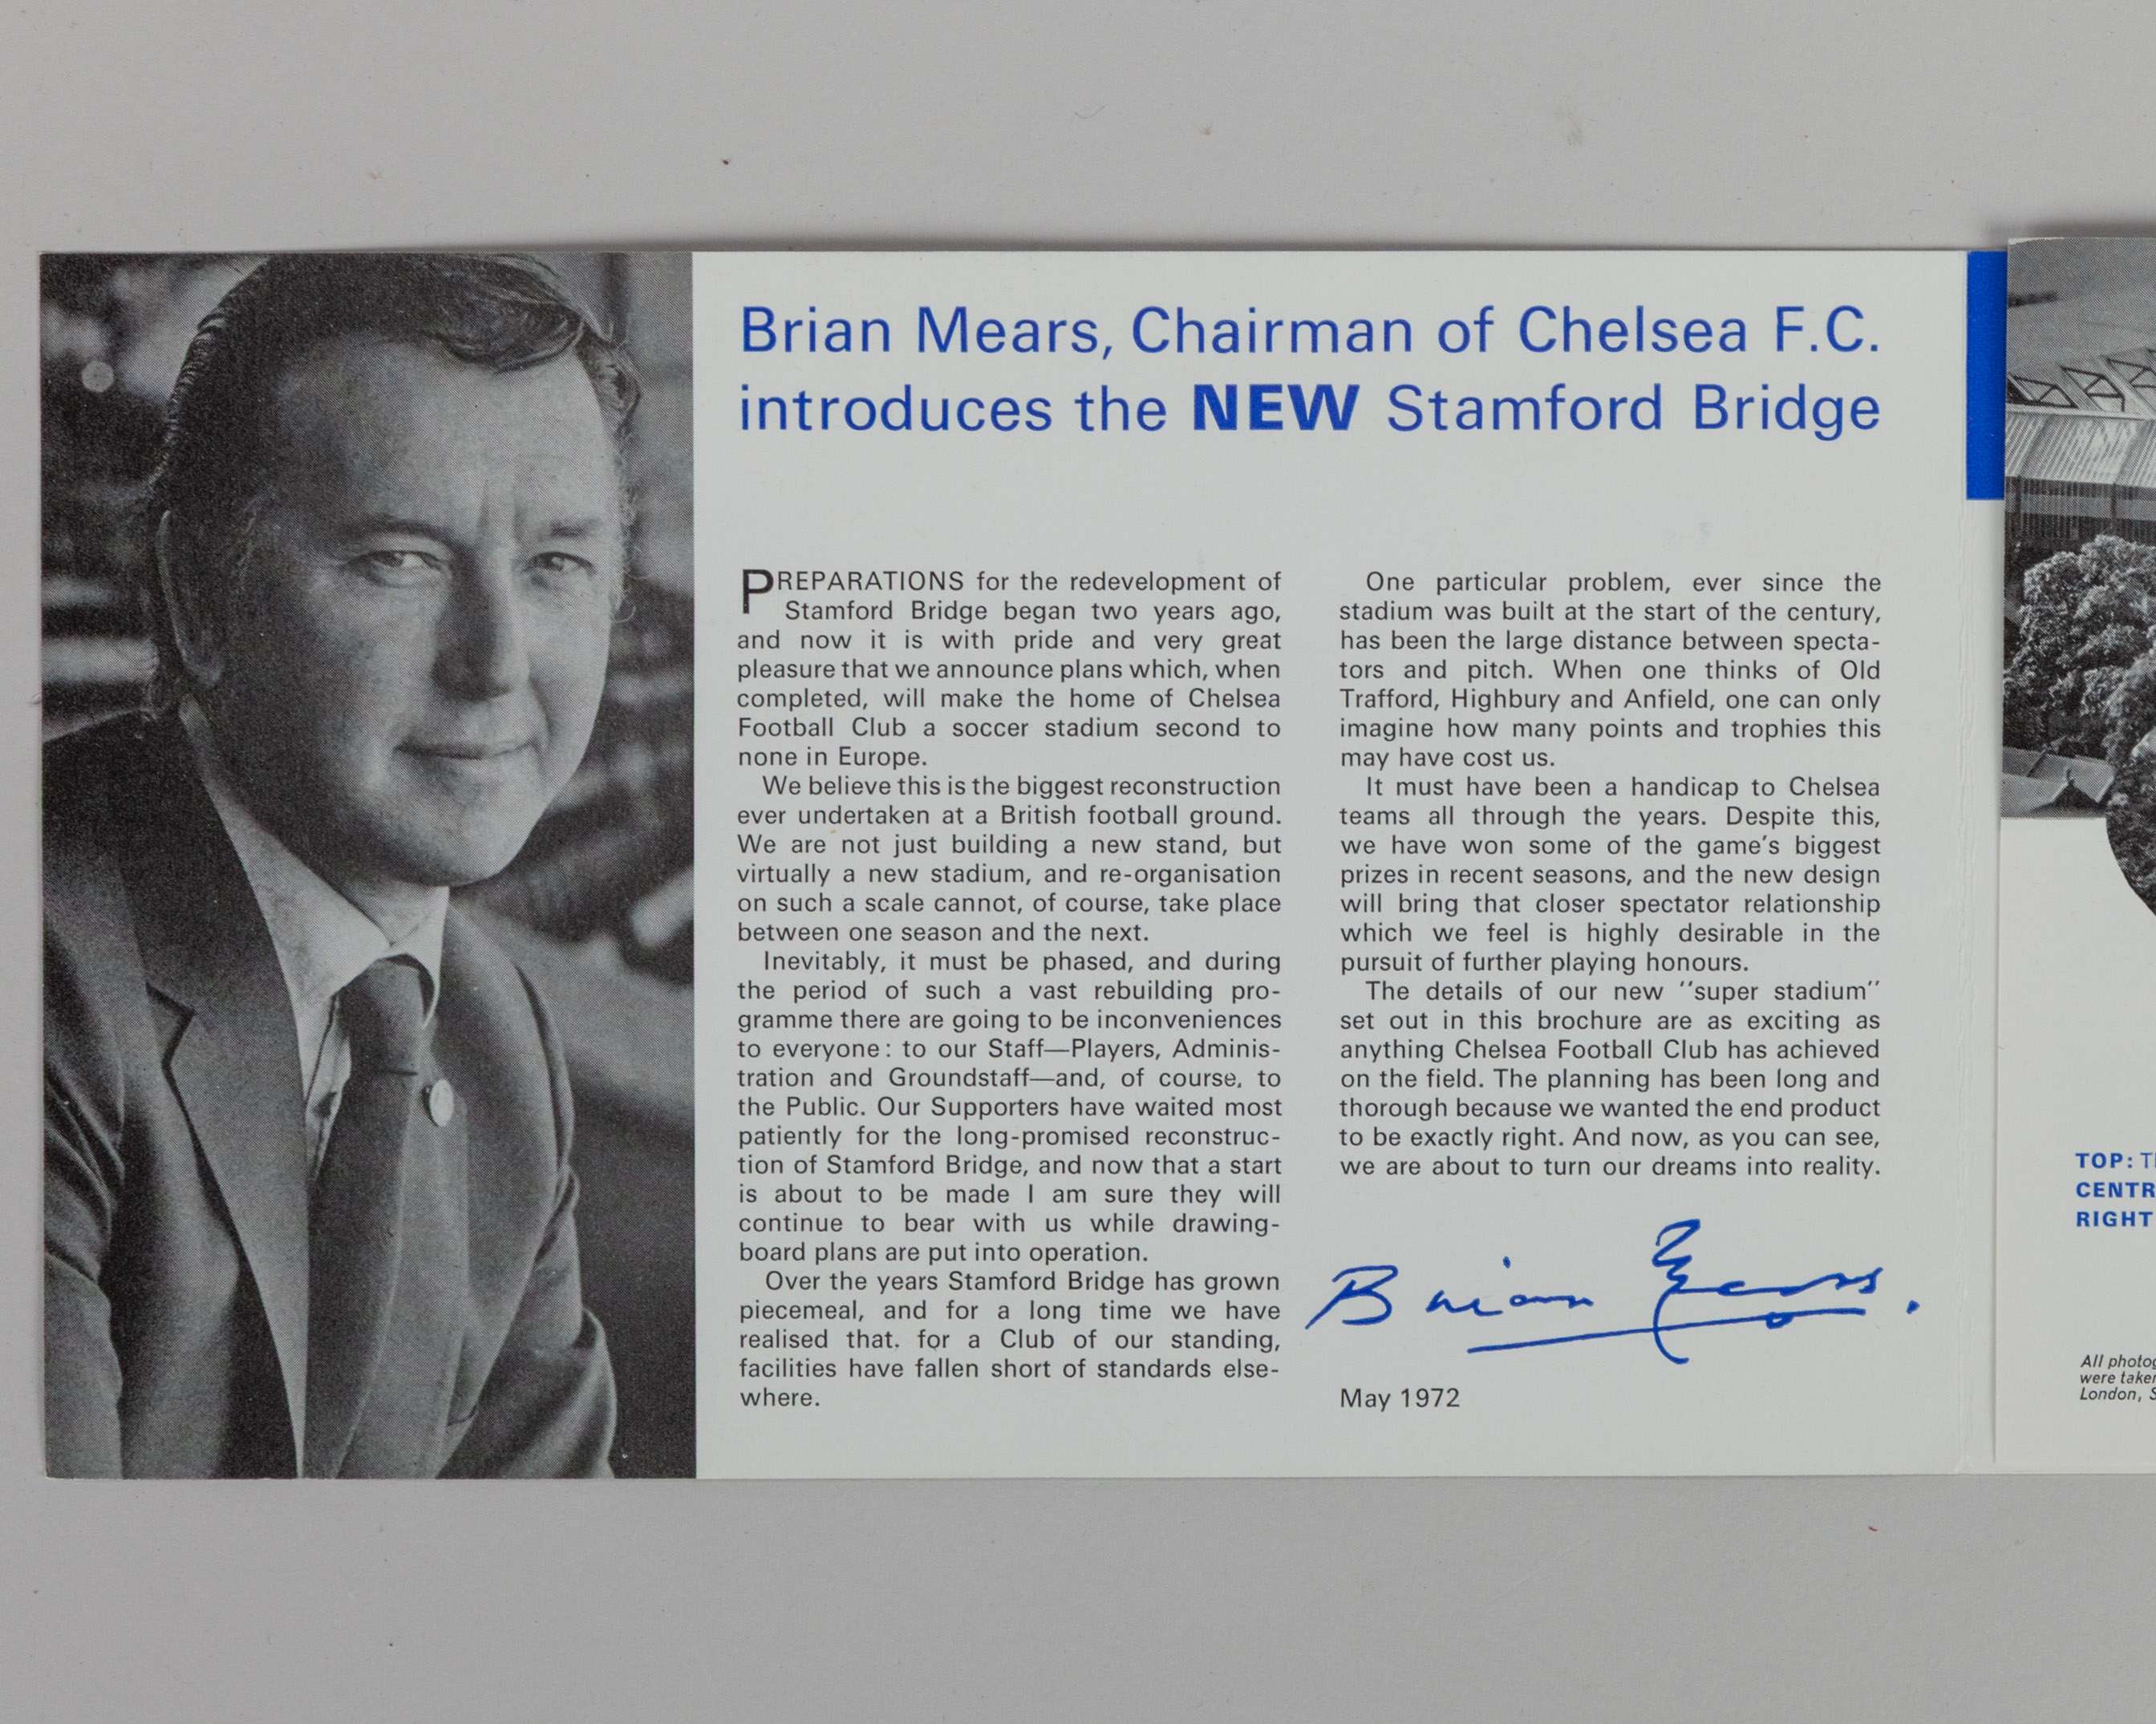 Brian Mears, Chairman of Chelsea F.C.
introduces the NEW Stamford Bridge
PREPARATIONS for the redevelopment of
Stamford Bridge began two years ago,
and now it is with pride and very great
pleasure that we announce plans which, when
completed, will make the home of Chelsea
Football Club a soccer stadium second to
none in Europe.
We believe this is the biggest reconstruction
ever undertaken at a British football ground.
We are not just building a new stand, but
virtually a new stadium, and re-organisation
on such a scale cannot, of course, take place
between one season and the next.
Inevitably, it must be phased, and during
the period of such a vast rebuilding pro-
gramme there are going to be inconveniences
to everyone: to our Staff—Players, Adminis-
tration and Groundstaff—and, of course. to
the Public. Our Supporters have waited most
patiently for the long-promised reconstruc-
tion of Stamford Bridge, and now that a start
is about to be made I am sure they will
continue to bear with us while drawing-
board plans are put into operation.
Over the years Stamford Bridge has grown
piecemeal, and for a long time we have
realised that. for a Club of our standing,
facilities have fallen short of standards else-
where.
One particular problem, ever since the
stadium was built at the start of the century,
has been the large distance between specta-
tors and pitch. When one thinks of Old
Trafford, Highbury and Anfield, one can only
imagine how many points and trophies this
may have cost us.
It must have been a handicap to Chelsea
teams all through the years. Despite this,
we have won some of the game's biggest
prizes in recent seasons, and the new design
will bring that closer spectator relationship
which we feel is highly desirable in the
pursuit of further playing honours.
The details of our new "super stadium"
set out in this brochure are as exciting as
anything Chelsea Football Club has achieved
on the field. The planning has been long and
thorough because we wanted the end product
to be exactly right. And now, as you can see,
we are about to turn our dreams into reality.
Brian Mears.
May 1972
TOP:
CENTR
RIGHT
All photog
were taken
London, S